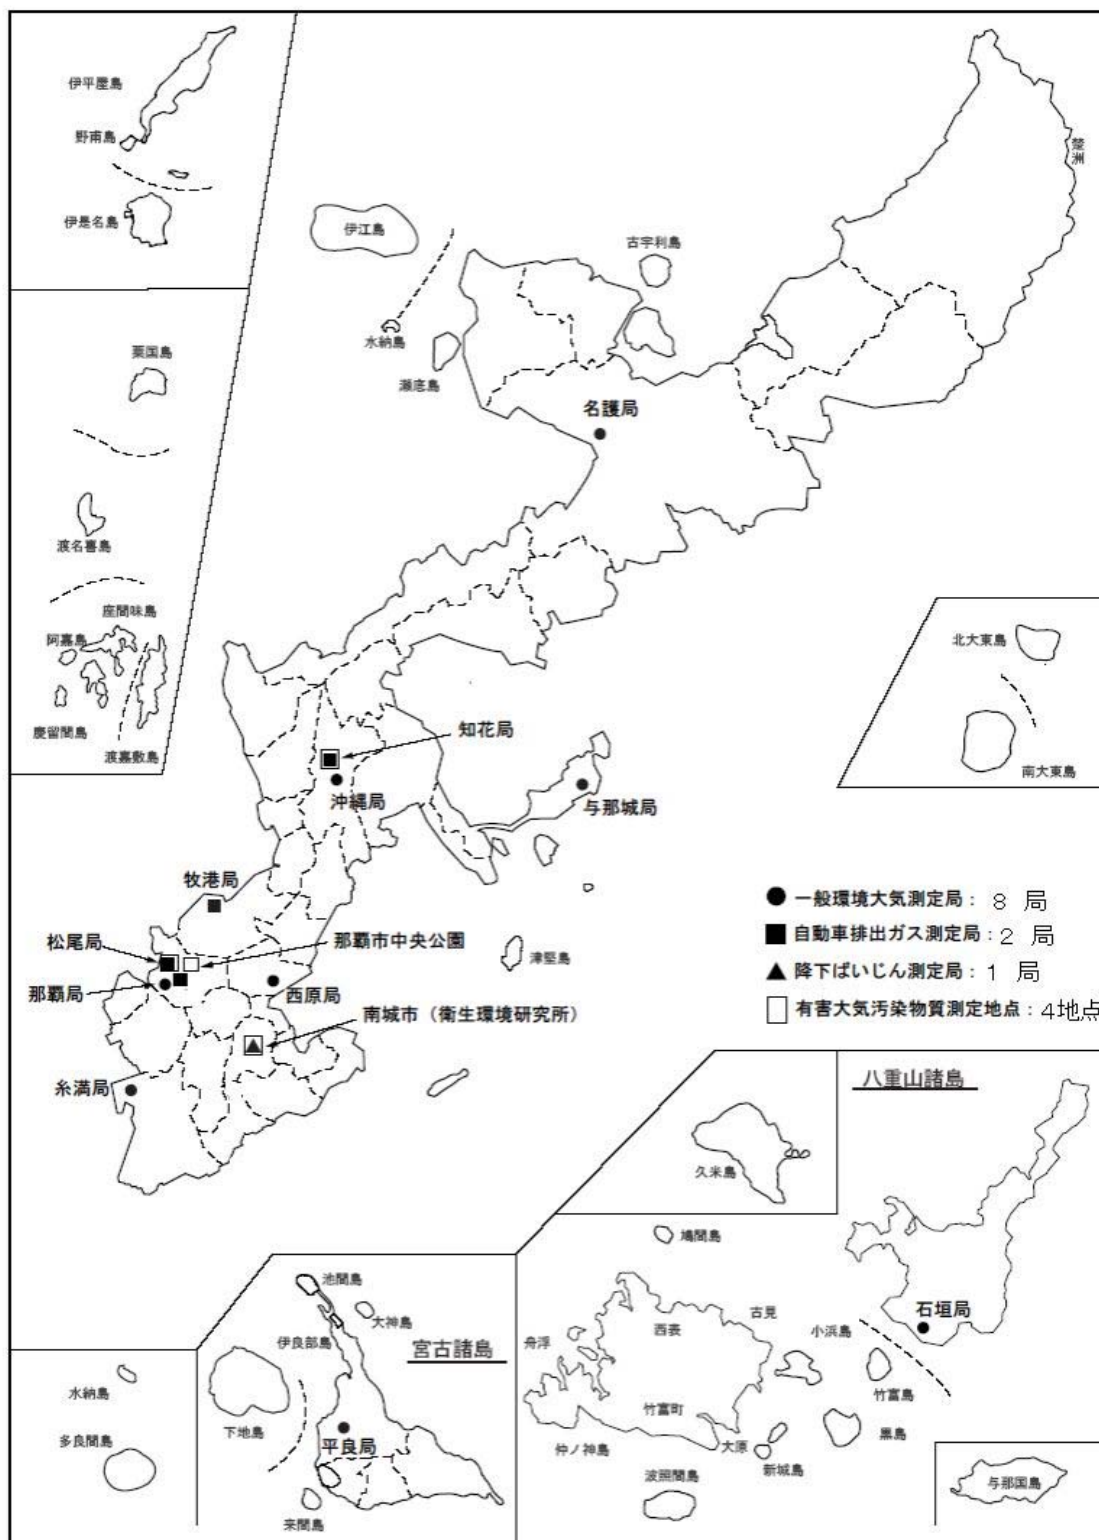 伊平屋島
野甫島
伊是名島
伊江島
古宇利島
楚洲
水納島
瀬底島
粟国島
名護局
渡名喜島
座間味島
阿嘉島
慶留間島
渡嘉敷島
北大東島
南大東島
知花局
沖縄局
与那城局
牧港局
松尾局
那覇市中央公園
那覇局
西原局
津堅島
南城市（衛生環境研究所）
糸満局
●一般環境大気測定局： 8 局
■自動車排出ガス測定局：2 局
▲降下ばいじん測定局：1 局
□有害大気汚染物質測定地点：4地点
八重山諸島
久米島
鳩間島
石垣局
古見
西表
小浜島
舟浮
竹富島
竹富町
黒島
大原
仲ノ神島
新城島
波照間島
与那国島
池間島
大神島
伊良部島
宮古諸島
下地島
平良局
来間島
水納島
多良間島